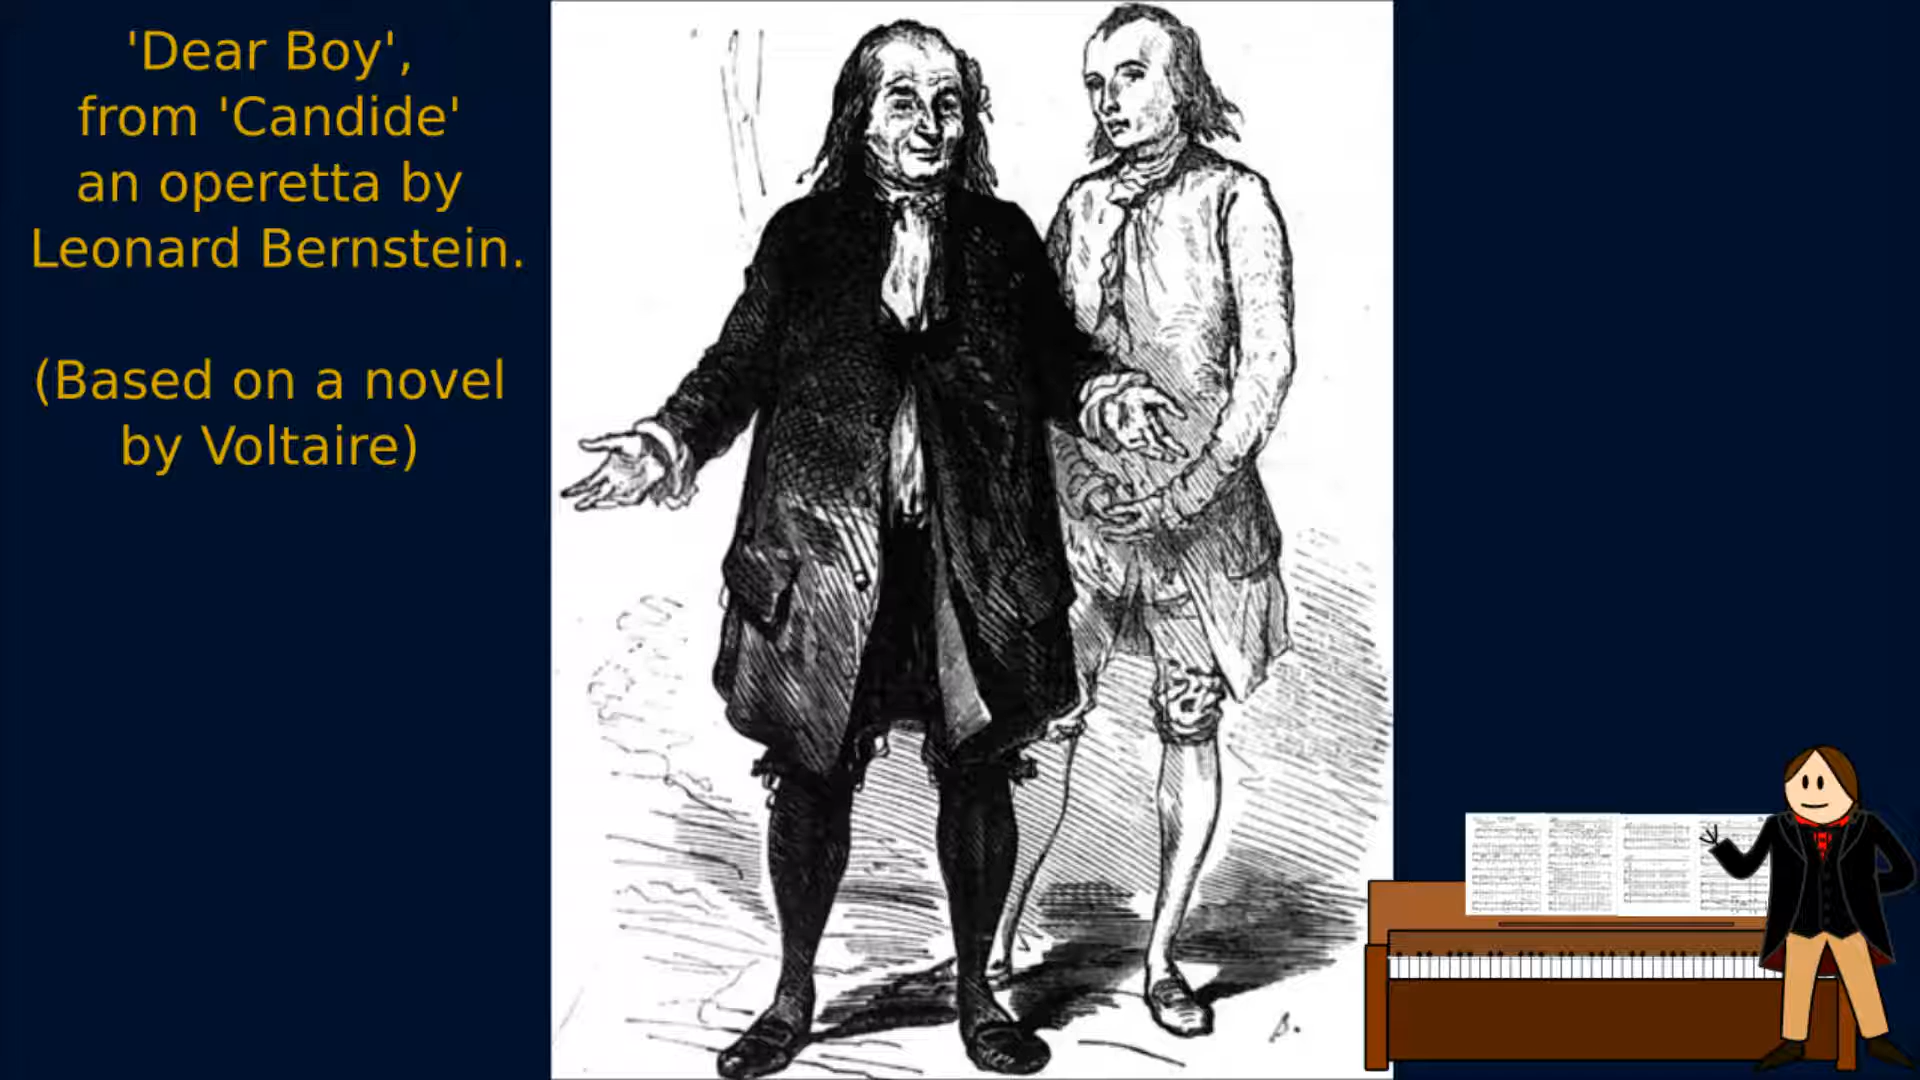 'Dear Boy',
from 'Candide'
an operetta by
Leonard Bernstein.
(Based on a novel
by Voltaire)